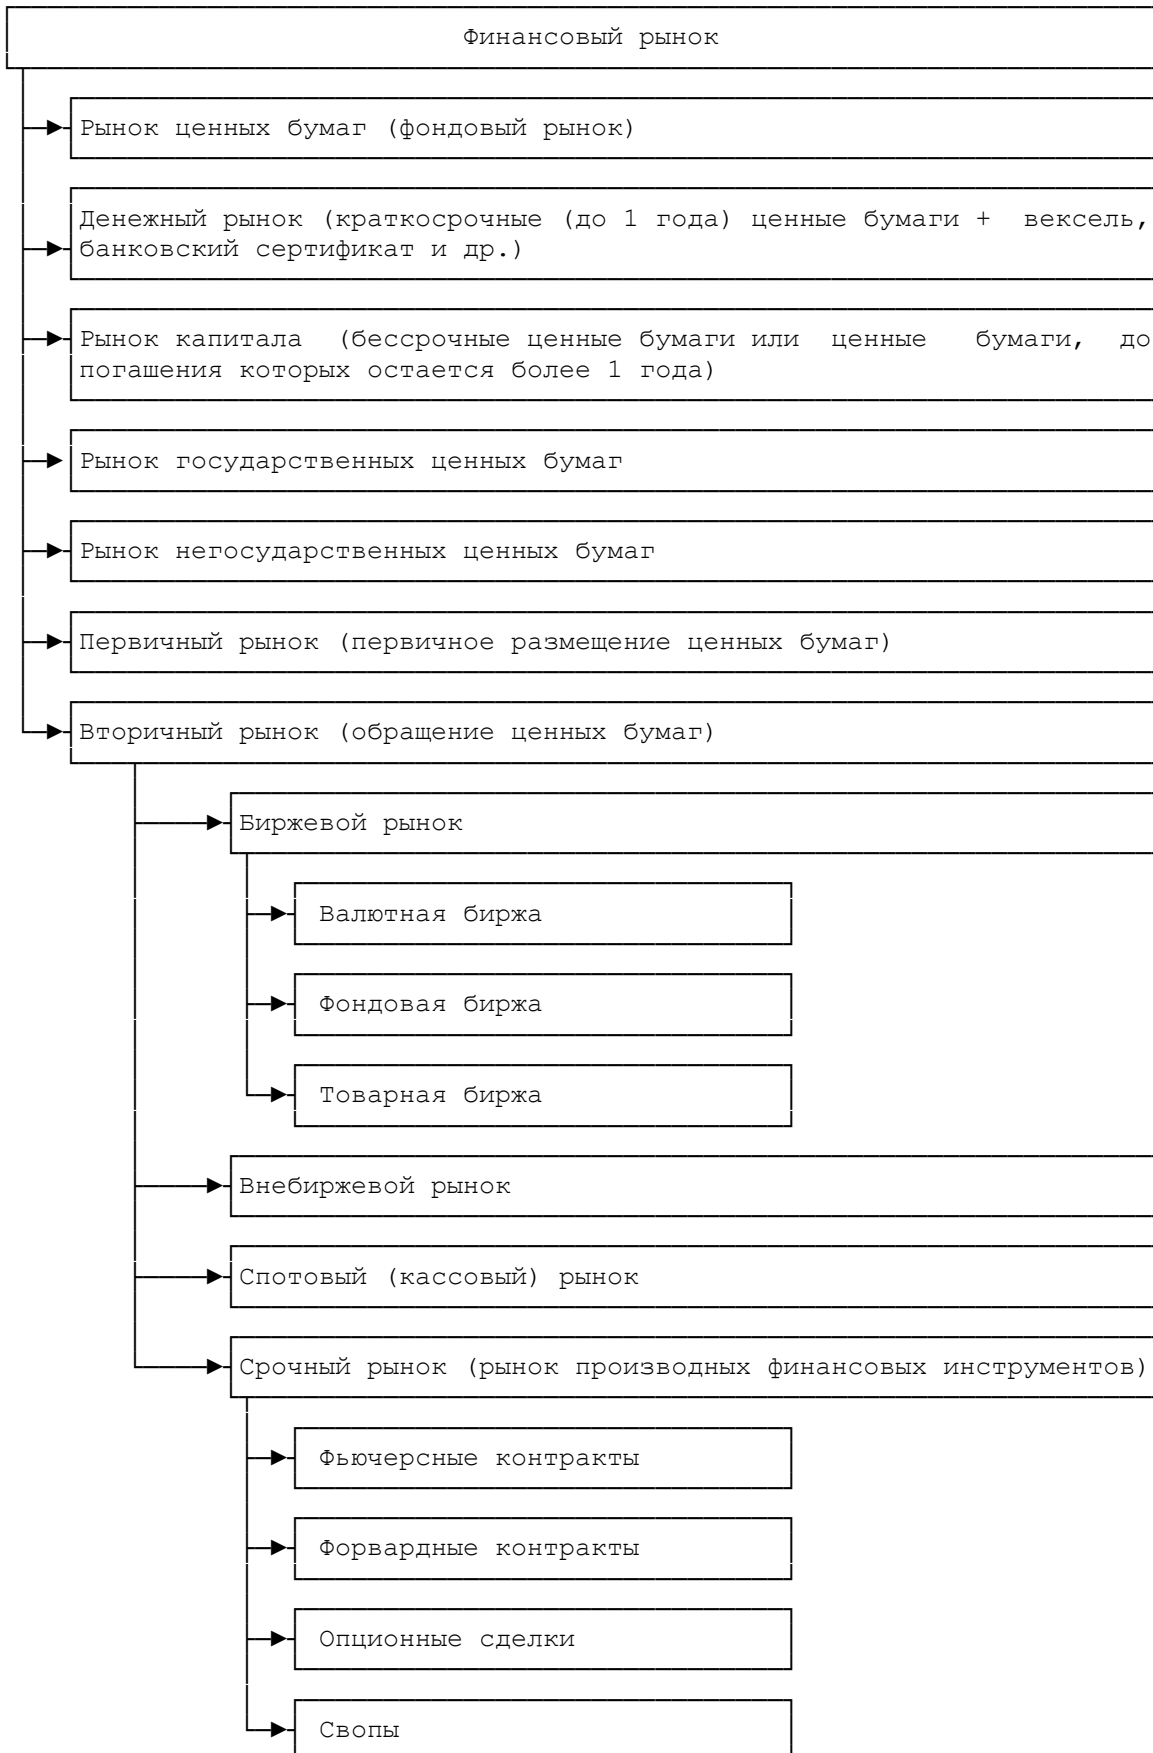 Финансовый рынок
Рынок ценных бумаг (фондовый рынок)
Денежный рынок (краткосрочные (до 1 года) ценные бумаги + вексель,
банковский сертификат и др.)
Рынок капитала (бессрочные ценные бумаги или ценные бумаги, до
погашения которых остается более 1 года)
Рынок государственных ценных бумаг
Рынок негосударственных ценных бумаг
Первичный рынок (первичное размещение ценных бумаг)
Вторичный рынок (обращение ценных бумаг)
Биржевой рынок
Валютная биржа
Фондовая биржа
Товарная биржа
Внебиржевой рынок
Спотовый (кассовый) рынок
Срочный рынок (рынок производных финансовых инструментов)
Фьючерсные контракты
Форвардные контракты
Опционные сделки
Свопы